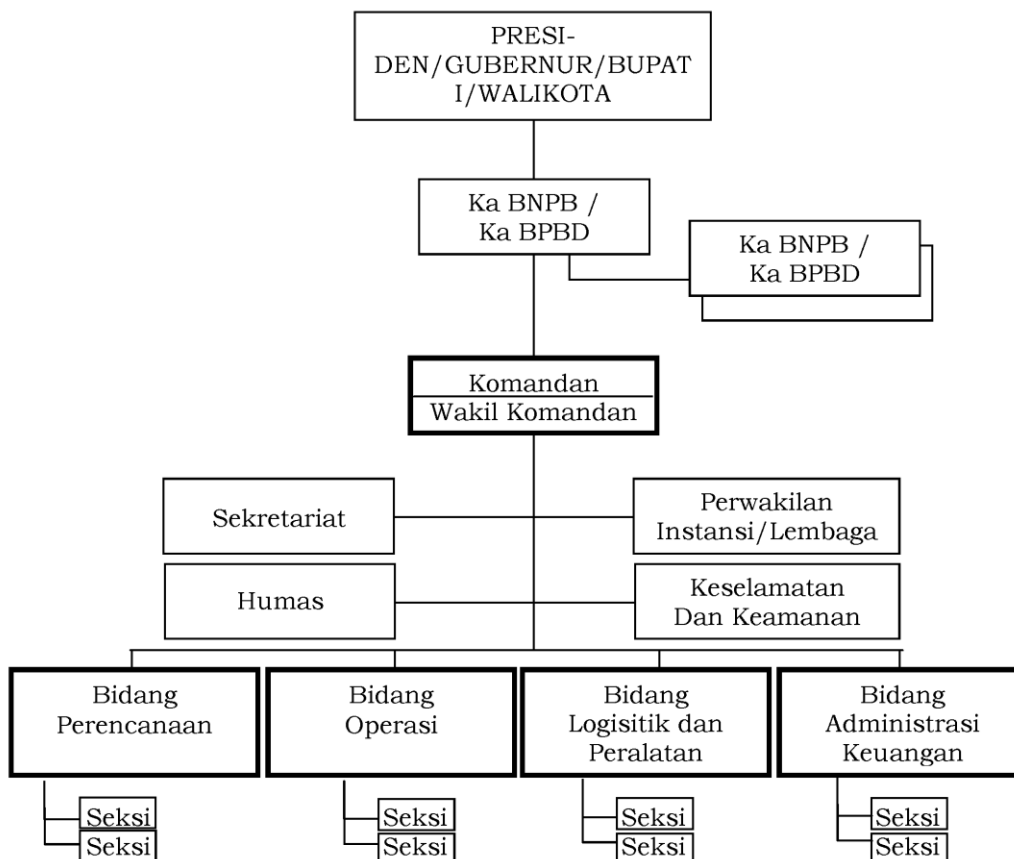 PRESI-
DEN/GUBERNUR/BUPAT
I/WALIKOTA
Ka BNPB /
Ka BPBD
Ka BNPB /
Ka BPBD
Komandan
Wakil Komandan
Sekretariat
Perwakilan
Instansi/Lembaga
Humas
Keselamatan
Dan Keamanan
Bidang
Perencanaan
Bidang
Operasi
Bidang
Logisitik dan
Peralatan
Bidang
Administrasi
Keuangan
Seksi
Seksi
Seksi
Seksi
Seksi
Seksi
Seksi
Seksi